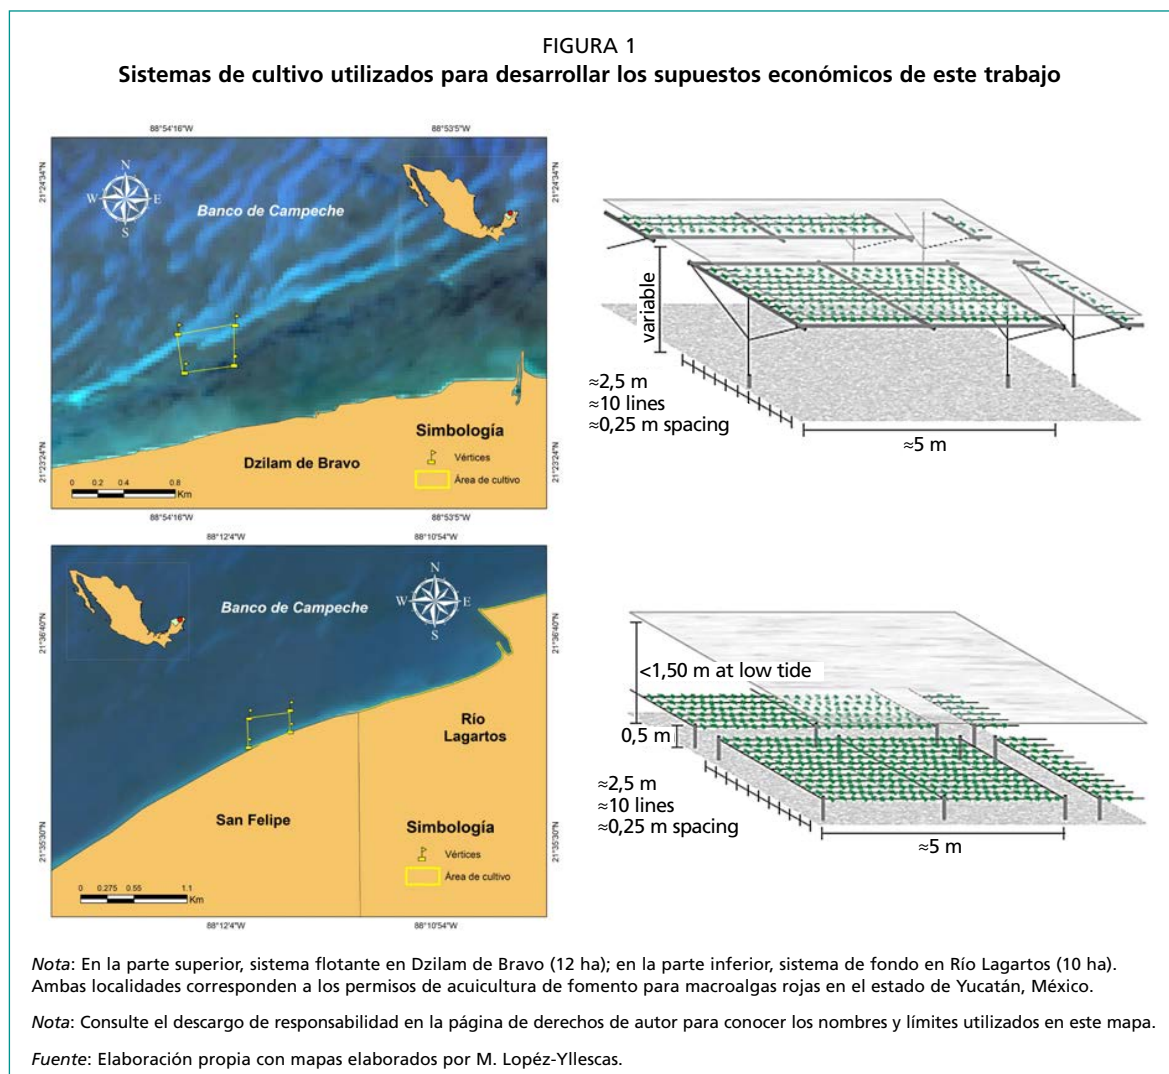 FIGURA 1
Sistemas de cultivo utilizados para desarrollar los supuestos económicos de este trabajo
88°54'16"W
88°53'5"W
21°24'34"N
21°24'34"N
N
W E
S
Banco de Campeche
Simbología
Vértices
Área de cultivo
Dzilam de Bravo
21°23'24"N
21°23'24"N
0 0.2 0.4 0.8
Km
88°54'16"W
88°53'5"W
variable
≈2,5 m
≈10 lines
≈0,25 m spacing
≈5 m
88°12'4"W
88°10'54"W
21°36'40"N
21°36'40"N
Banco de Campeche
N
W E
S
Río
Lagartos
San Felipe
Simbología
Vértices
Área de cultivo
21°35'30"N
21°35'30"N
0 0.275 0.55 1.1
Km
88°12'4"W
88°10'54"W
<1,50 m at low tide
0,5 m
≈2,5 m
≈10 lines
≈0,25 m spacing
≈5 m
Nota: En la parte superior, sistema flotante en Dzilam de Bravo (12 ha); en la parte inferior, sistema de fondo en Río Lagartos (10 ha).
Ambas localidades corresponden a los permisos de acuicultura de fomento para macroalgas rojas en el estado de Yucatán, México.
Nota: Consulte el descargo de responsabilidad en la página de derechos de autor para conocer los nombres y límites utilizados en este mapa.
Fuente: Elaboración propia con mapas elaborados por M. Lopéz-Yllescas.